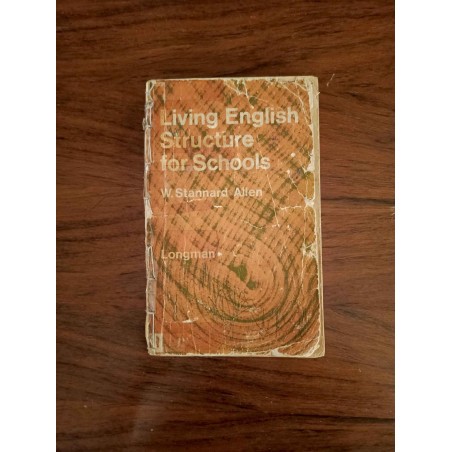 Living English
Structure
for Schools
W. Stannard Allen
Longman